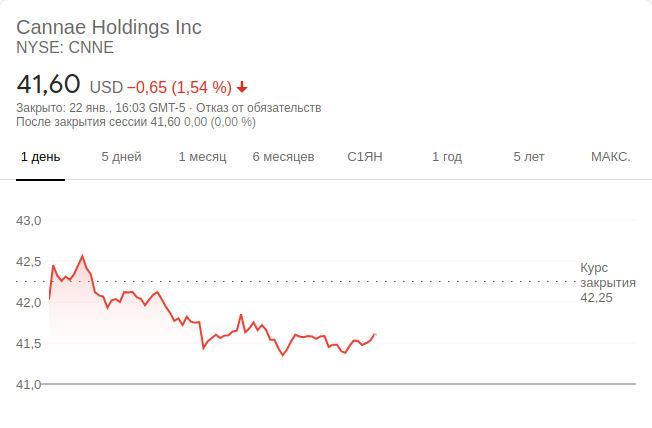 Cannae Holdings Inc
NYSE: CNNE
41,60 USD −0,65 (1,54 %)
Закрыто: 22 янв., 16:03 GMT-5 · Отказ от обязательств
После закрытия сессии 41,60 0,00 (0,00 %)
1 день 5 дней 1 месяц 6 месяцев С1ЯН 1 год 5 лет МАКС.
43,0
42,5
Курс
закрытия
42,25
42,0
41,5
41,0